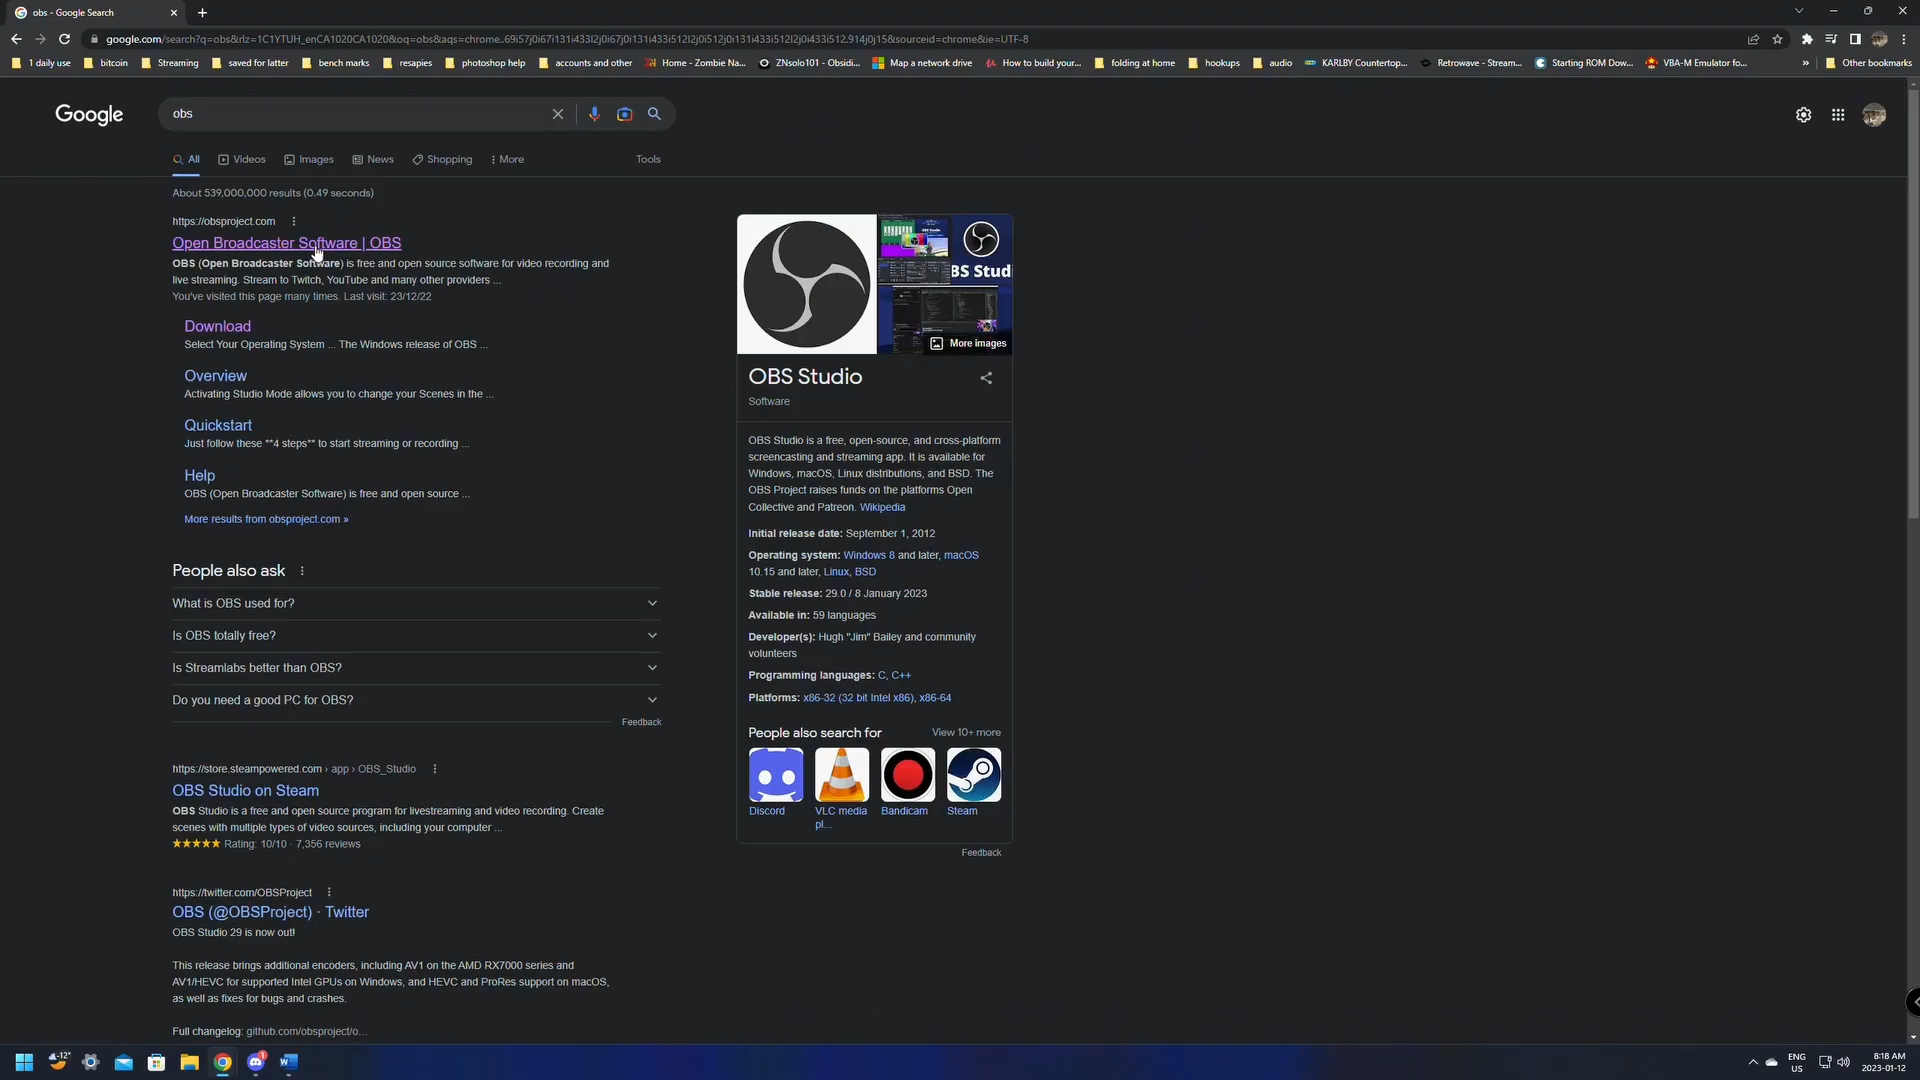 obs - Google Search
google.com/search?q=obs&rlz=1C1YTUH_enCA1020CA1020&oq=obs&aqs=chrome..69i57j0i67i131i433l2j0i67j0i131i433i512l2j0i512j0i131i433i512l2j0i433i512.914j0j15&sourceid=chrome&ie=UTF-8
1 daily use
bitcoin
Streaming
saved for latter
bench marks
resapies
photoshop help
accounts and other
Home - Zombie Na...
ZNsolo101 - Obsidi...
Map a network drive
How to build your...
folding at home
hookups
audio
KARLBY Countertop...
Retrowave - Stream...
Starting ROM Dow...
VBA-M Emulator fo...
»
Other bookmarks
Google
obs
All
Videos
Images
News
Shopping
More
Tools
About 539,000,000 results (0.49 seconds)
https://obsproject.com
Open Broadcaster Software | OBS
OBS (Open Broadcaster Software) is free and open source software for video recording and
live streaming. Stream to Twitch, YouTube and many other providers ...
You've visited this page many times. Last visit: 23/12/22
Download
Select Your Operating System ... The Windows release of OBS ...
Overview
Activating Studio Mode allows you to change your Scenes in the ...
Quickstart
Just follow these **4 steps** to start streaming or recording ...
Help
OBS (Open Broadcaster Software) is free and open source ...
More results from obsproject.com »
People also ask
What is OBS used for?
Is OBS totally free?
Is Streamlabs better than OBS?
Do you need a good PC for OBS?
Feedback
https://store.steampowered.com › app › OBS_Studio
OBS Studio on Steam
OBS Studio is a free and open source program for livestreaming and video recording. Create
scenes with multiple types of video sources, including your computer ...
★★★★★ Rating: 10/10 · 7,356 reviews
https://twitter.com/OBSProject
OBS (@OBSProject) · Twitter
OBS Studio 29 is now out!
This release brings additional encoders, including AV1 on the AMD RX7000 series and
AV1/HEVC for supported Intel GPUs on Windows, and HEVC and ProRes support on macOS,
as well as fixes for bugs and crashes.
Full changelog: github.com/obsproject/o...
BS Studi
More images
OBS Studio
Software
OBS Studio is a free, open-source, and cross-platform
screencasting and streaming app. It is available for
Windows, macOS, Linux distributions, and BSD. The
OBS Project raises funds on the platforms Open
Collective and Patreon. Wikipedia
Initial release date: September 1, 2012
Operating system: Windows 8 and later, macOS
10.15 and later, Linux, BSD
Stable release: 29.0 / 8 January 2023
Available in: 59 languages
Developer(s): Hugh "Jim" Bailey and community
volunteers
Programming languages: C, C++
Platforms: x86-32 (32 bit Intel x86), x86-64
People also search for
View 10+ more
Discord
VLC media
pl...
Bandicam
Steam
Feedback
-12°
1
ENG
US
8:18 AM
2023-01-12